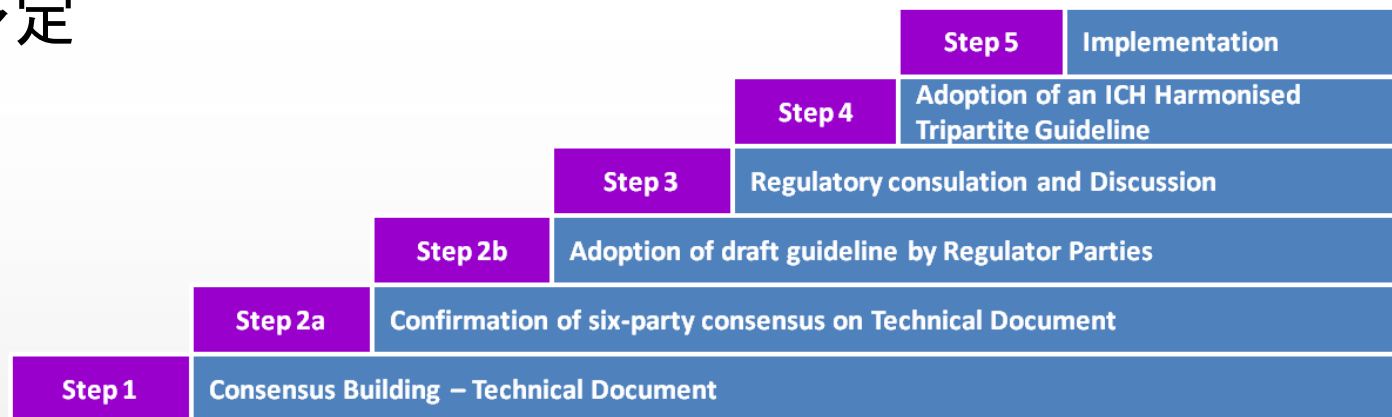 定
Step 5
Implementation
Step 4
Adoption of an ICH Harmonised
Tripartite Guideline
Step 3
Regulatory consulation and Discussion
Step 2b
Adoption of draft guideline by Regulator Parties
Step 2a
Confirmation of six-party consensus on Technical Document
Step 1
Consensus Building – Technical Document